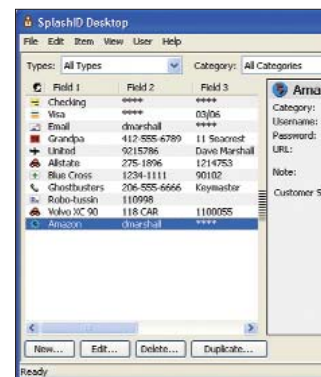 SplashID Desktop
File Edit Item View User Help
Types: All Types Category: All Categories
Field 1 Field 2 Field 3
Checking **** ****
Visa **** 03/06
Email dmarshall ****
Grandpa 412-555-6789 11 Seacrest
United 9215786 Dave Marshall
Allstate 275-1896 1214753
Blue Cross 1234-1111 90102
Ghostbusters 206-555-6666 Keymaster
Robo-tussin 110998
Volvo XC 90 118 CAR 1100055
Amazon dmarshall ****
Ama
Category:
Username:
Password:
URL:
Note:
Customer S
New... Edit... Delete... Duplicate...
Ready